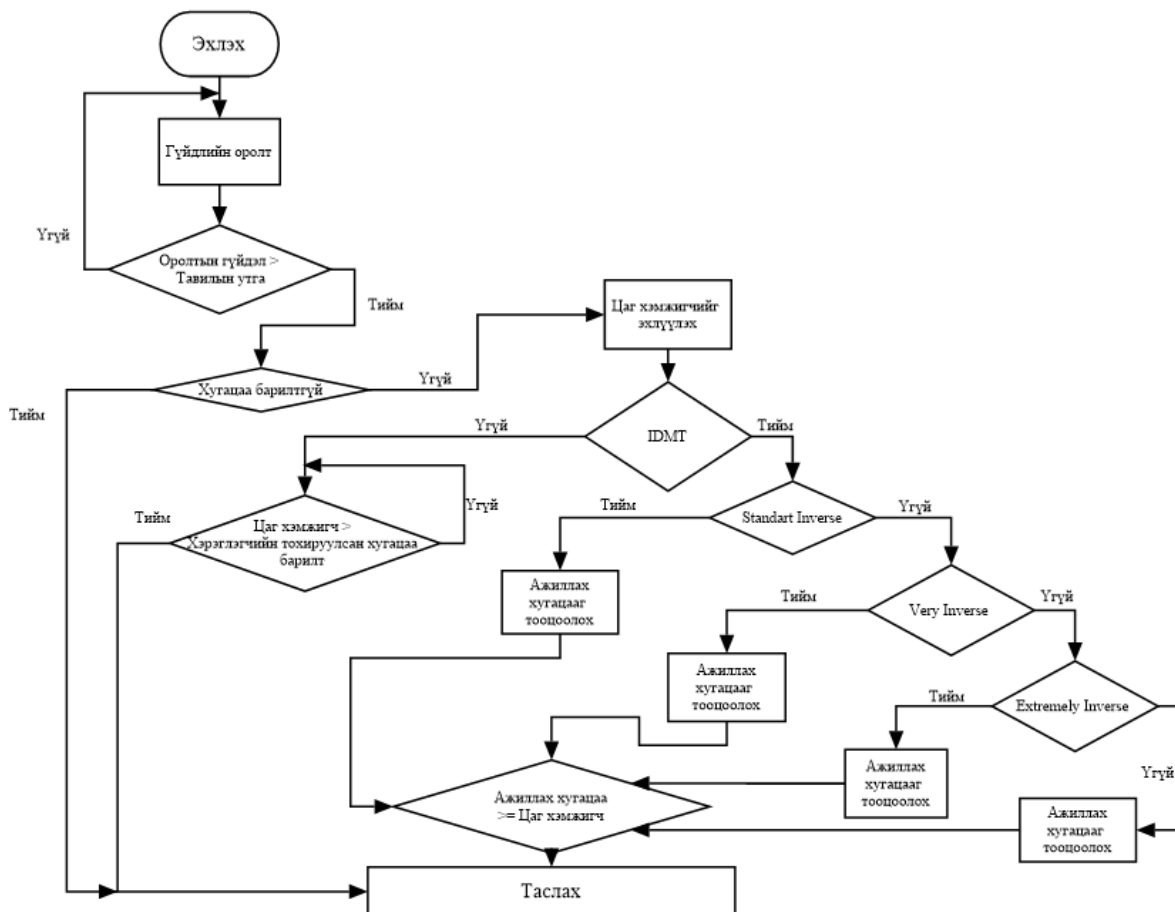 Эхлэх
Гүйдлийн оролт
Үгүй
Оролтын гүйдэл >
Тавилын утга
Тийм
Цаг хэмжигчийг
эхлүүлэх
Хугацаа барилтгүй
Үгүй
Тийм
Үгүй
IDMT
Тийм
Үгүй
Тийм
Цаг хэмжигч >
Хэрэглэгчийн тохируулсан хугацаа
барилт
Тийм
Standart Inverse
Үгүй
Ажиллах
хугацааг
тооцоолох
Тийм
Very Inverse
Үгүй
Ажиллах
хугацааг
тооцоолох
Тийм
Extremely Inverse
Үгүй
Ажиллах
хугацааг
тооцоолох
Ажиллах хугацаа
>= Цаг хэмжигч
Ажиллах
хугацааг
тооцоолох
Таслах